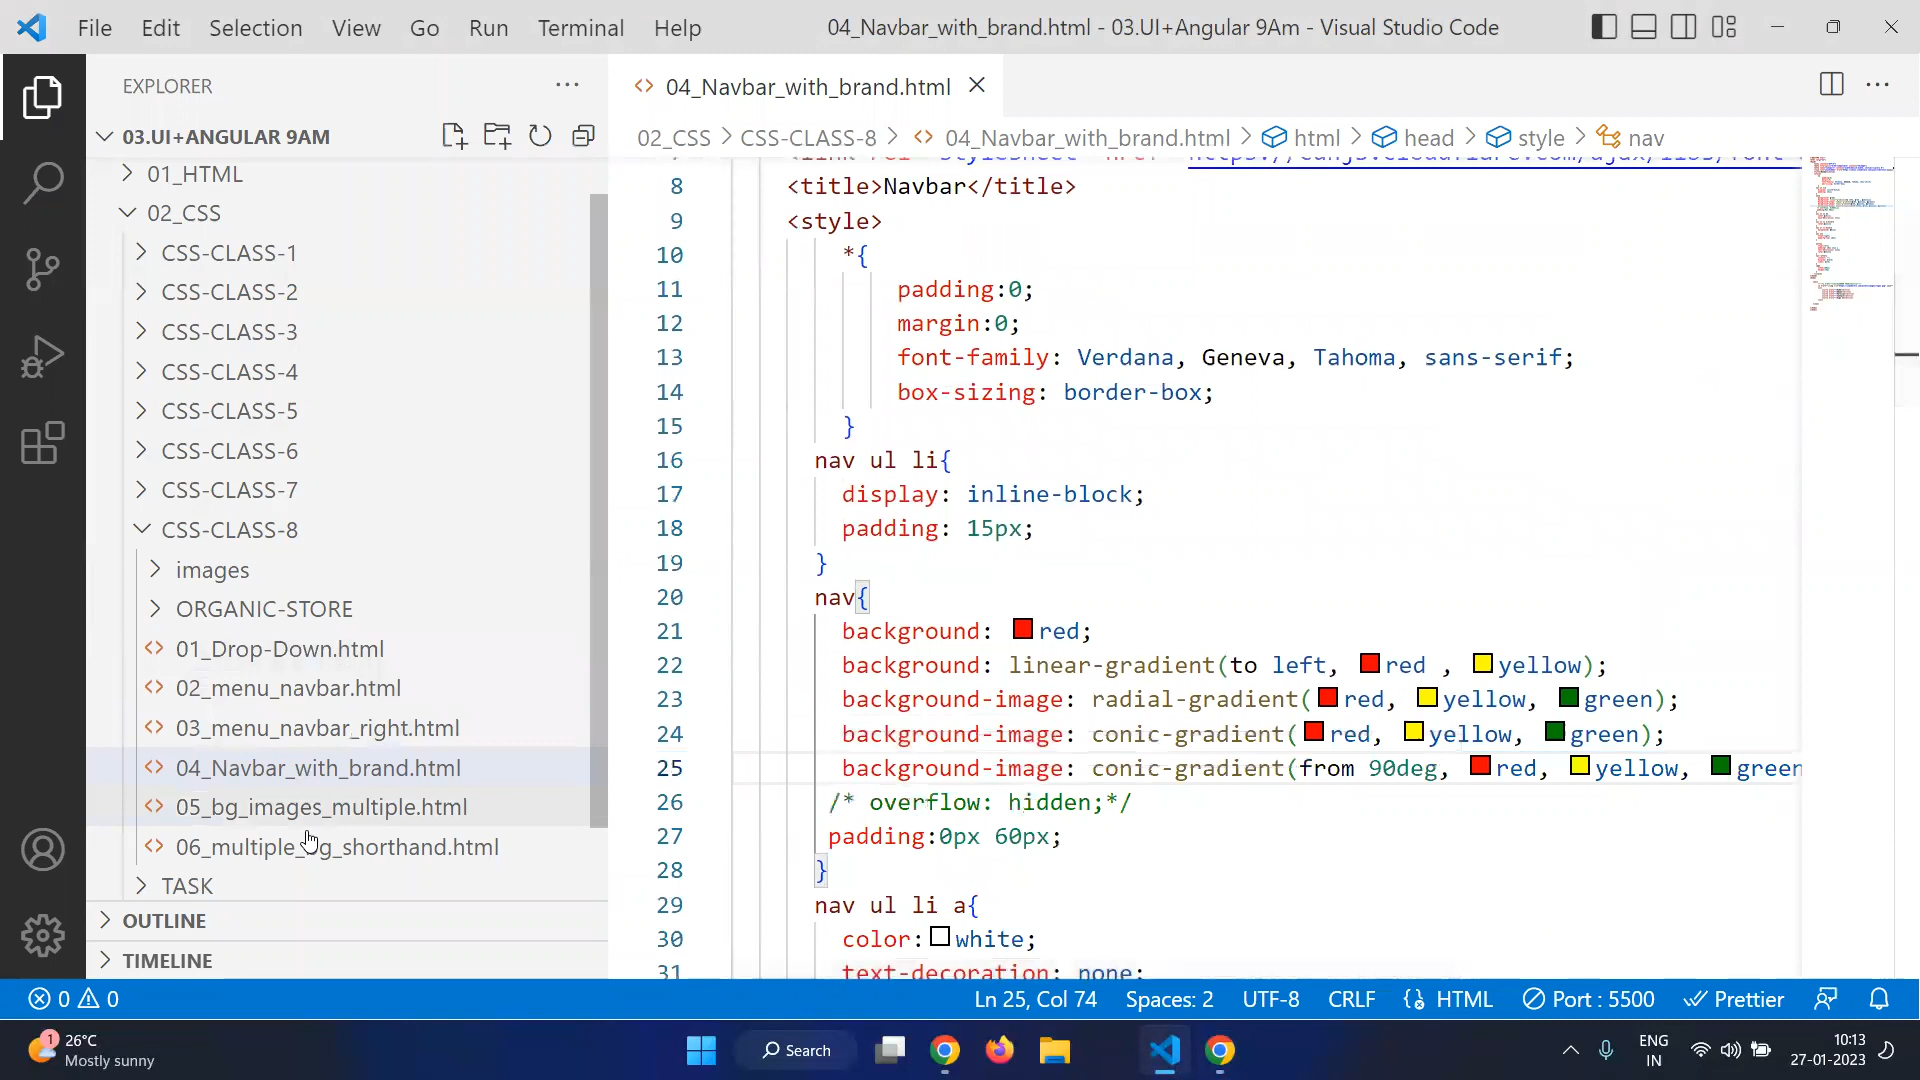 File Edit Selection View Go Run Terminal Help
04_Navbar_with_brand.html - 03.UI+Angular 9Am - Visual Studio Code
EXPLORER
03.UI+ANGULAR 9AM
01_HTML
02_CSS
CSS-CLASS-1
CSS-CLASS-2
CSS-CLASS-3
CSS-CLASS-4
CSS-CLASS-5
CSS-CLASS-6
CSS-CLASS-7
CSS-CLASS-8
images
ORGANIC-STORE
01_Drop-Down.html
02_menu_navbar.html
03_menu_navbar_right.html
04_Navbar_with_brand.html
05_bg_images_multiple.html
06_multiple_bg_shorthand.html
TASK
OUTLINE
TIMELINE
04_Navbar_with_brand.html
02_CSS > CSS-CLASS-8 > 04_Navbar_with_brand.html > html > head > style > nav
8 <title>Navbar</title>
9 <style>
10 *{
11 padding:0;
12 margin:0;
13 font-family: Verdana, Geneva, Tahoma, sans-serif;
14 box-sizing: border-box;
15 }
16 nav ul li{
17 display: inline-block;
18 padding: 15px;
19 }
20 nav{
21 background: red;
22 background: linear-gradient(to left, red , yellow);
23 background-image: radial-gradient(red, yellow, green);
24 background-image: conic-gradient(red, yellow, green);
25 background-image: conic-gradient(from 90deg, red, yellow, green
26 /* overflow: hidden;*/
27 padding:0px 60px;
28 }
29 nav ul li a{
30 color:white;
31 text-decoration: none;
0 0
Ln 25, Col 74 Spaces: 2 UTF-8 CRLF HTML Port : 5500 Prettier
1
26°C
Mostly sunny
Search
ENG
IN
10:13
27-01-2023